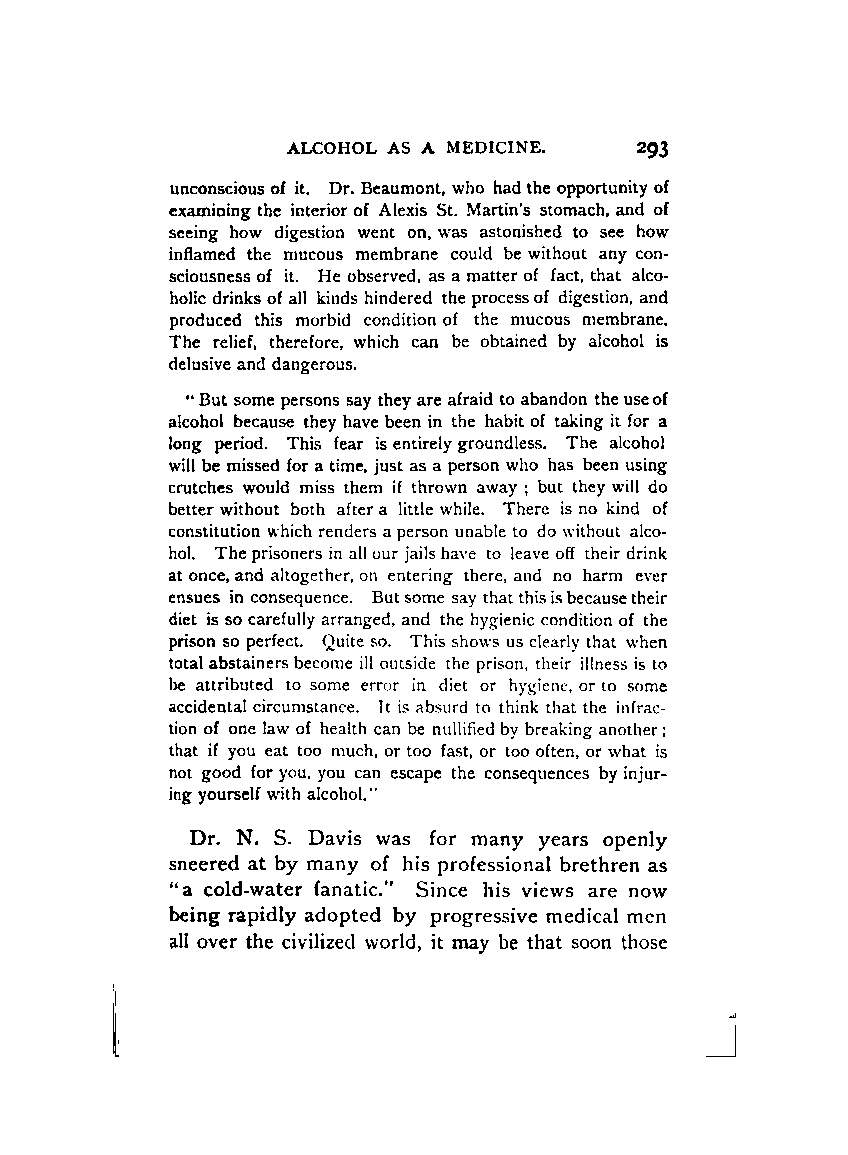 ALCOHOL AS A MEDICINE. 293
unconscious of it. Dr. Beaumont, who had the opportunity of
examining the interior of Alexis St. Martin's stomach, and of
seeing how digestion went on, was astonished to see how
inflamed the mucous membrane could be without any con-
sciousness of it. He observed, as a matter of fact, that alco-
holic drinks of all kinds hindered the process of digestion, and
produced this morbid condition of the mucous membrane.
The relief, therefore, which can be obtained by alcohol is
delusive and dangerous.
"But some persons say they are afraid to abandon the use of
alcohol because they have been in the habit of taking it for a
long period. This fear is entirely groundless. The alcohol
will be missed for a time, just as a person who has been using
crutches would miss them if thrown away ; but they will do
better without both after a little while. There is no kind of
constitution which renders a person unable to do without alco-
hol. The prisoners in all our jails have to leave off their drink
at once, and altogether, on entering there, and no harm ever
ensues in consequence. But some say that this is because their
diet is so carefully arranged, and the hygienic condition of the
prison so perfect. Quite so. This shows us clearly that when
total abstainers become ill outside the prison, their illness is to
be attributed to some error in diet or hygiene, or to some
accidental circumstance. It is absurd to think that the infrac-
tion of one law of health can be nullified by breaking another ;
that if you eat too much, or too fast, or too often, or what is
not good for you, you can escape the consequences by injur-
ing yourself with alcohol."
Dr. N. S. Davis was for many years openly
sneered at by many of his professional brethren as
"a cold-water fanatic." Since his views are now
being rapidly adopted by progressive medical men
all over the civilized world, it may be that soon those